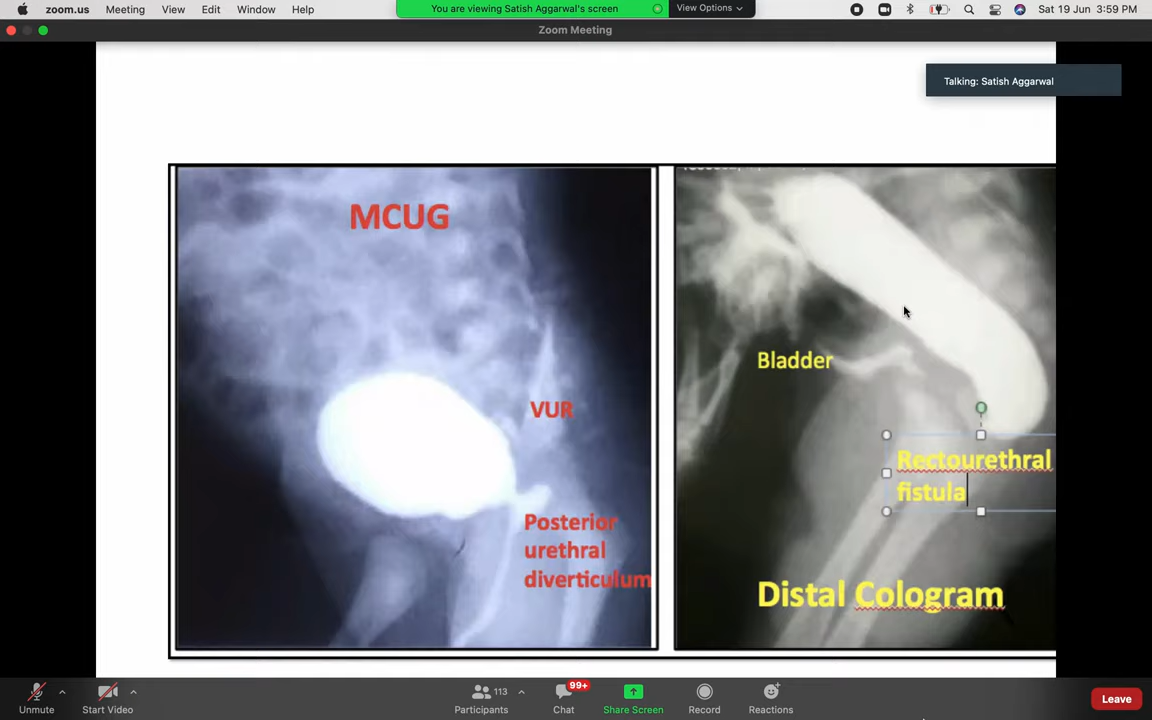 zoom.us Meeting View Edit Window Help
You are viewing Satish Aggarwal's screen
View Options
Sat 19 Jun 3:59 PM
Zoom Meeting
Talking: Satish Aggarwal
MCUG
VUR
Posterior
urethral
diverticulum
Bladder
Rectourethral
fistula
Distal Cologram
Unmute
Start Video
113
Participants
99+
Chat
Share Screen
Record
Reactions
Leave